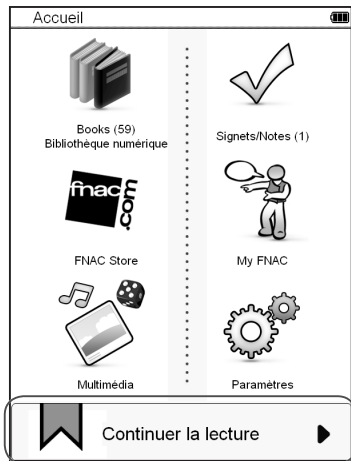 Accueil
Books (59)
Bibliothèque numérique
Signets/Notes (1)
fnac.com
FNAC Store
My FNAC
Multimédia
Paramètres
Continuer la lecture